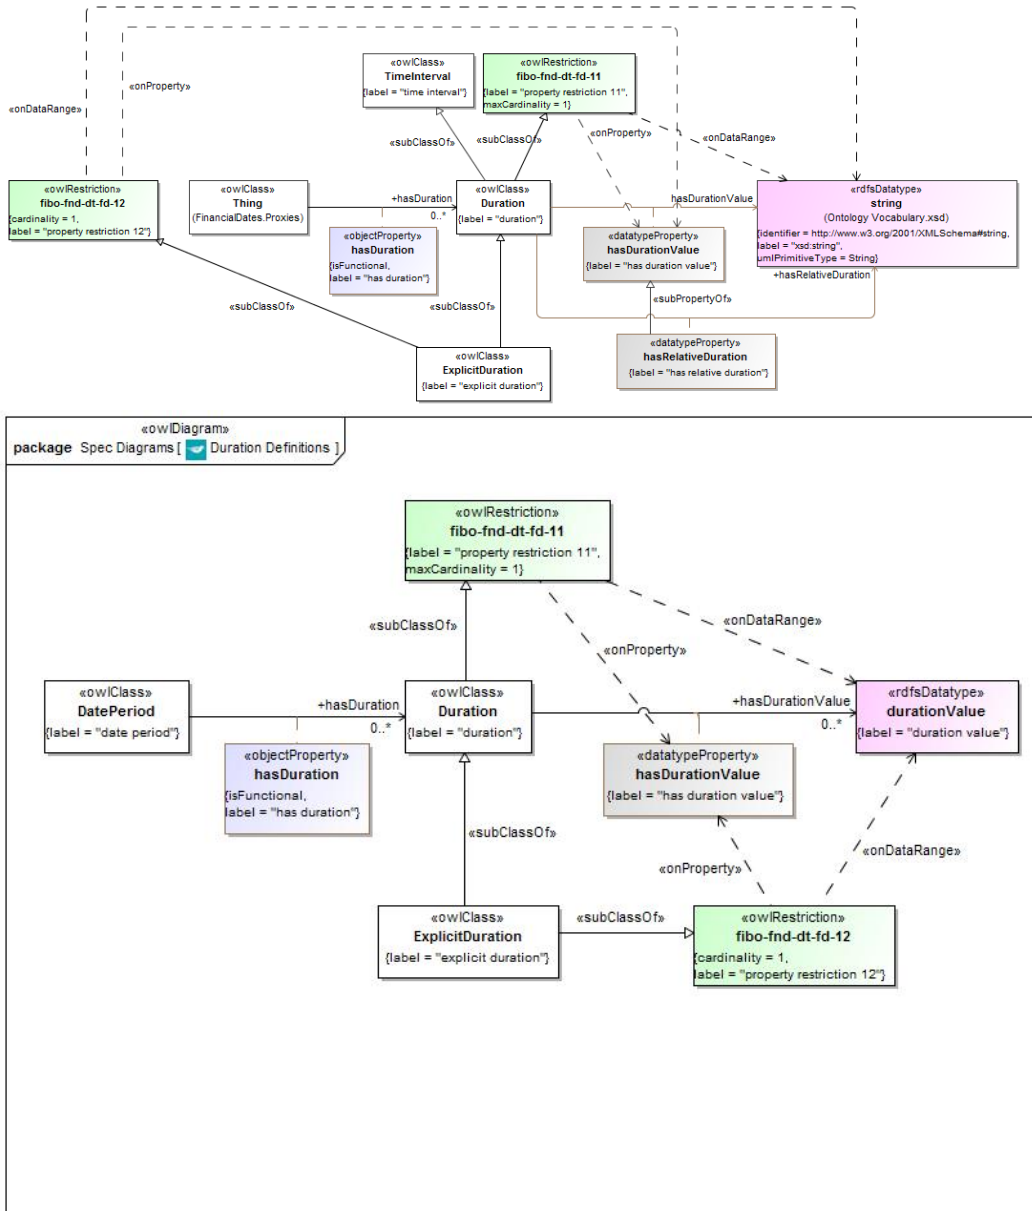 «owlClass»
TimeInterval
{label = "time interval"}
«owlRestriction»
fibo-fnd-dt-fd-11
{label = "property restriction 11",
maxCardinality = 1}
«onDataRange»
«onProperty»
«subClassOf»
«subClassOf»
«onProperty»
«onDataRange»
«owlRestriction»
fibo-fnd-dt-fd-12
{cardinality = 1,
label = "property restriction 12"}
«owlClass»
Thing
(FinancialDates.Proxies)
+hasDuration
0..*
«owlClass»
Duration
{label = "duration"}
hasDurationValue
«rdfsDatatype»
string
(Ontology Vocabulary.xsd)
{identifier = http://www.w3.org/2001/XMLSchema#string,
label = "xsd:string",
umlPrimitiveType = String}
«objectProperty»
hasDuration
{isFunctional,
label = "has duration"}
«datatypeProperty»
hasDurationValue
{label = "has duration value"}
+hasRelativeDuration
«subClassOf»
«subClassOf»
«subPropertyOf»
«datatypeProperty»
hasRelativeDuration
{label = "has relative duration"}
«owlClass»
ExplicitDuration
{label = "explicit duration"}
«owlDiagram»
package Spec Diagrams [ Duration Definitions ]
«owlRestriction»
fibo-fnd-dt-fd-11
{label = "property restriction 11",
maxCardinality = 1}
«subClassOf»
«onProperty»
«onDataRange»
«owlClass»
DatePeriod
{label = "date period"}
+hasDuration
0..*
«owlClass»
Duration
{label = "duration"}
+hasDurationValue
0..*
«rdfsDatatype»
durationValue
{label = "duration value"}
«objectProperty»
hasDuration
{isFunctional,
label = "has duration"}
«datatypeProperty»
hasDurationValue
{label = "has duration value"}
«subClassOf»
«onProperty»
«onDataRange»
«owlClass»
ExplicitDuration
{label = "explicit duration"}
«subClassOf»
«owlRestriction»
fibo-fnd-dt-fd-12
{cardinality = 1,
label = "property restriction 12"}